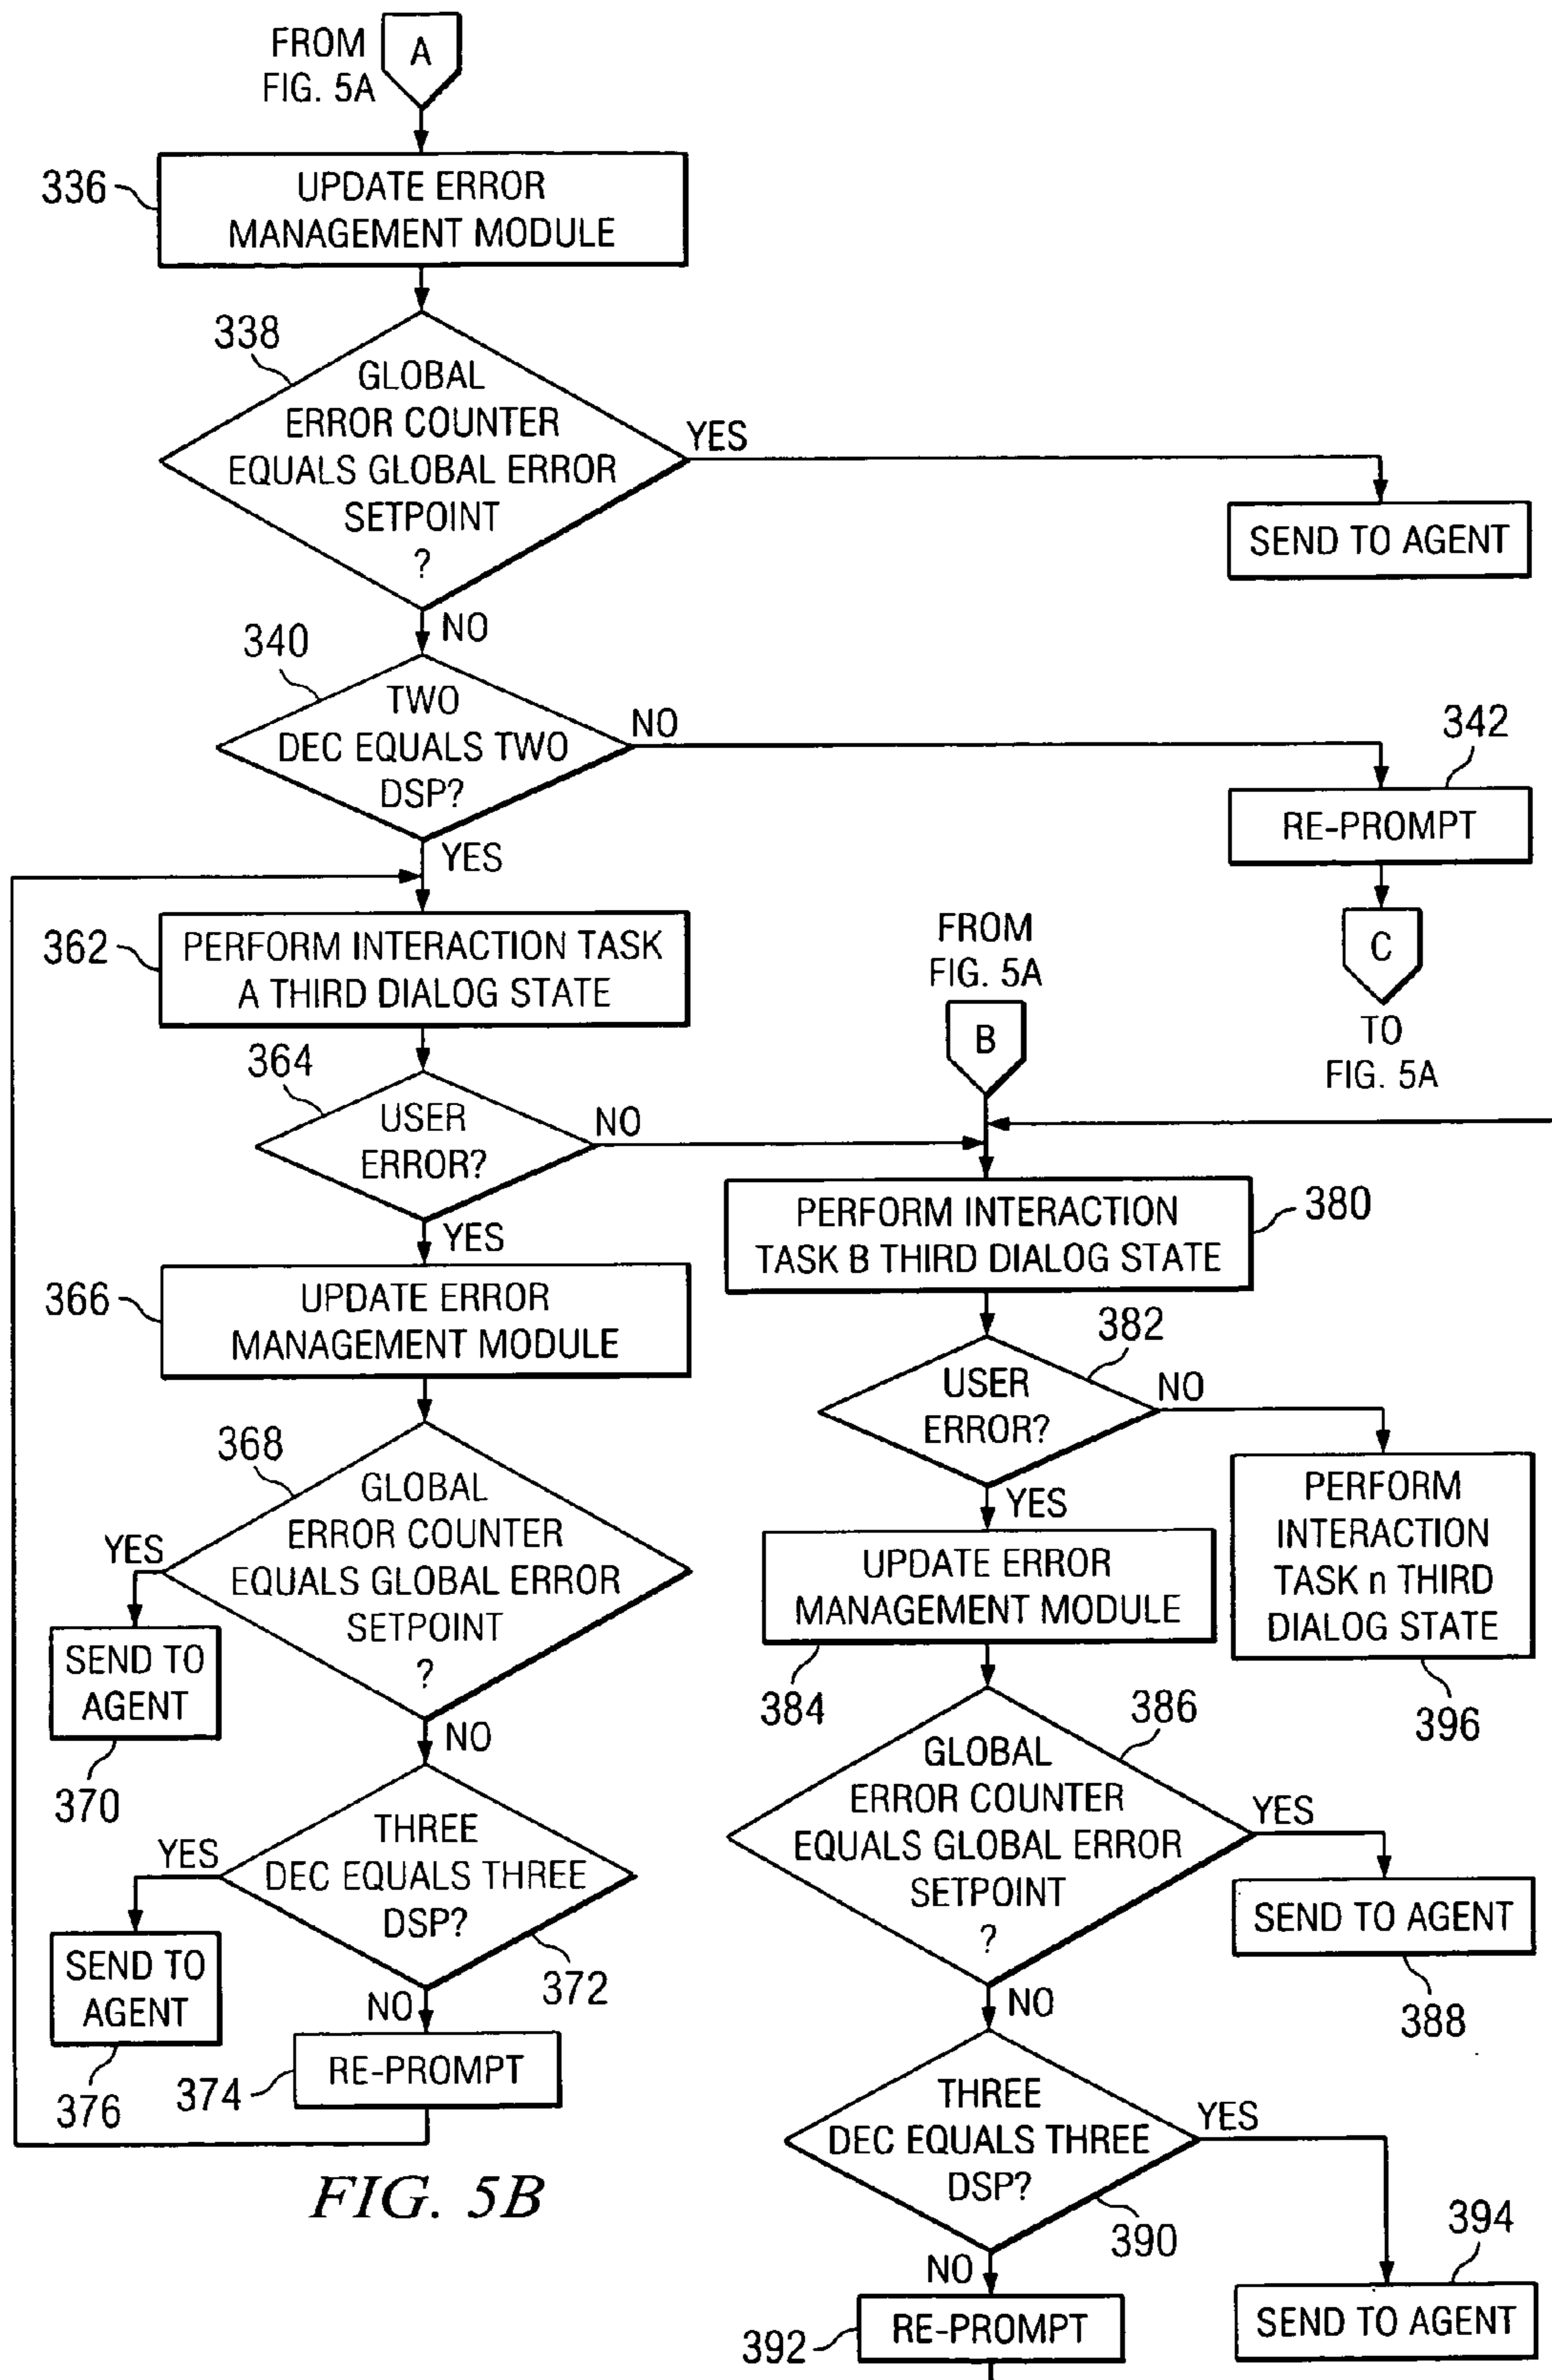 FROM
FIG. 5A
A
336
UPDATE ERROR
MANAGEMENT MODULE
338
GLOBAL
ERROR COUNTER
EQUALS GLOBAL ERROR
SETPOINT
?
YES
SEND TO AGENT
NO
340
TWO
DEC EQUALS TWO
DSP?
NO
342
RE-PROMPT
C
TO
FIG. 5A
YES
362
PERFORM INTERACTION TASK
A THIRD DIALOG STATE
FROM
FIG. 5A
B
364
USER
ERROR?
NO
YES
366
UPDATE ERROR
MANAGEMENT MODULE
368
GLOBAL
ERROR COUNTER
EQUALS GLOBAL ERROR
SETPOINT
?
YES
SEND TO
AGENT
370
NO
THREE
DEC EQUALS THREE
DSP?
372
YES
SEND TO
AGENT
376
NO
374
RE-PROMPT
380
PERFORM INTERACTION
TASK B THIRD DIALOG STATE
382
USER
ERROR?
NO
PERFORM
INTERACTION
TASK n THIRD
DIALOG STATE
396
YES
UPDATE ERROR
MANAGEMENT MODULE
384
386
GLOBAL
ERROR COUNTER
EQUALS GLOBAL ERROR
SETPOINT
?
YES
SEND TO AGENT
388
NO
THREE
DEC EQUALS THREE
DSP?
390
YES
394
SEND TO AGENT
NO
392
RE-PROMPT
FIG. 5B